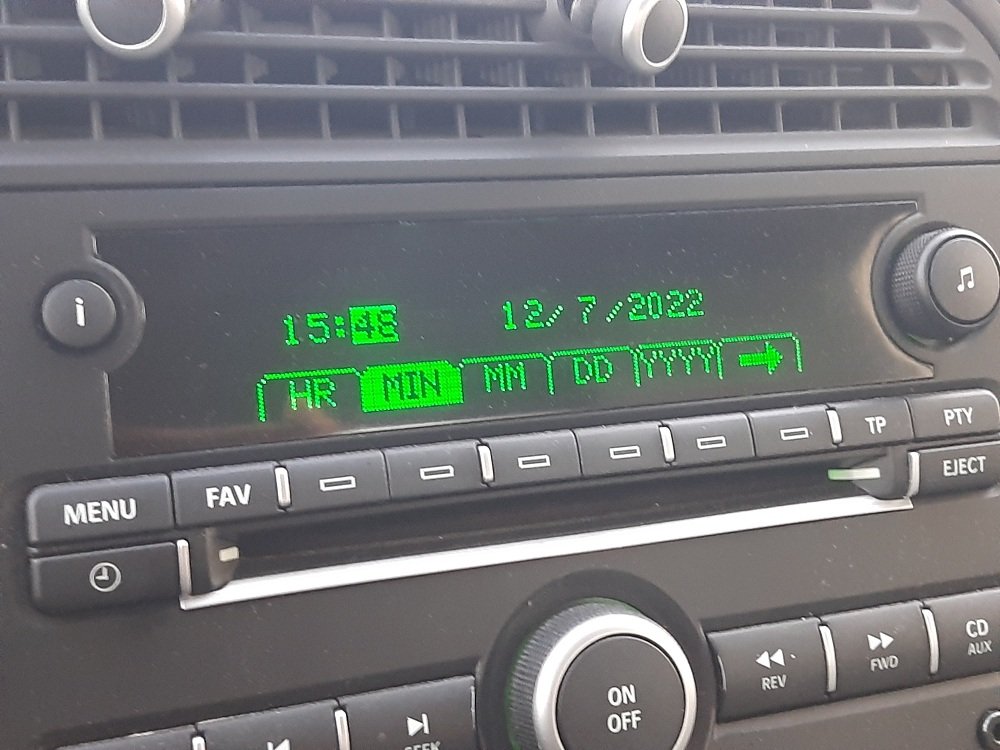 i
15:48 12/ 7 /2022
HR MIN MM DD YYYY
MENU FAV TP PTY
EJECT
ON
OFF
REV
FWD
CD
AUX
SEEK